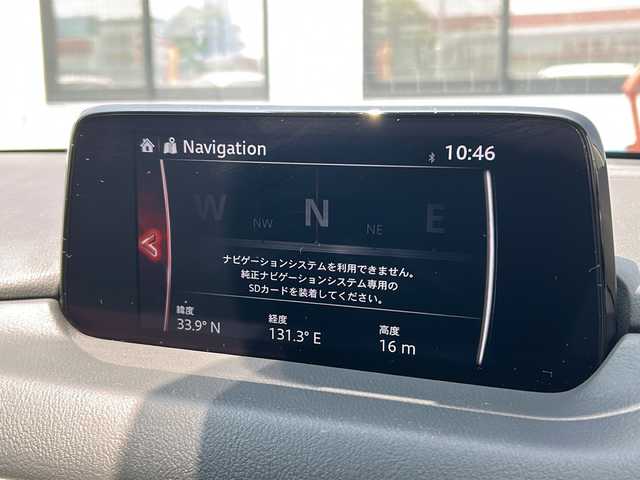 Navigation
10:46
W NW N NE E
ナビゲーションシステムを利用できません。
純正ナビゲーションシステム専用の
SDカードを装着してください。
緯度 経度 高度
33.9° N 131.3° E 16 m